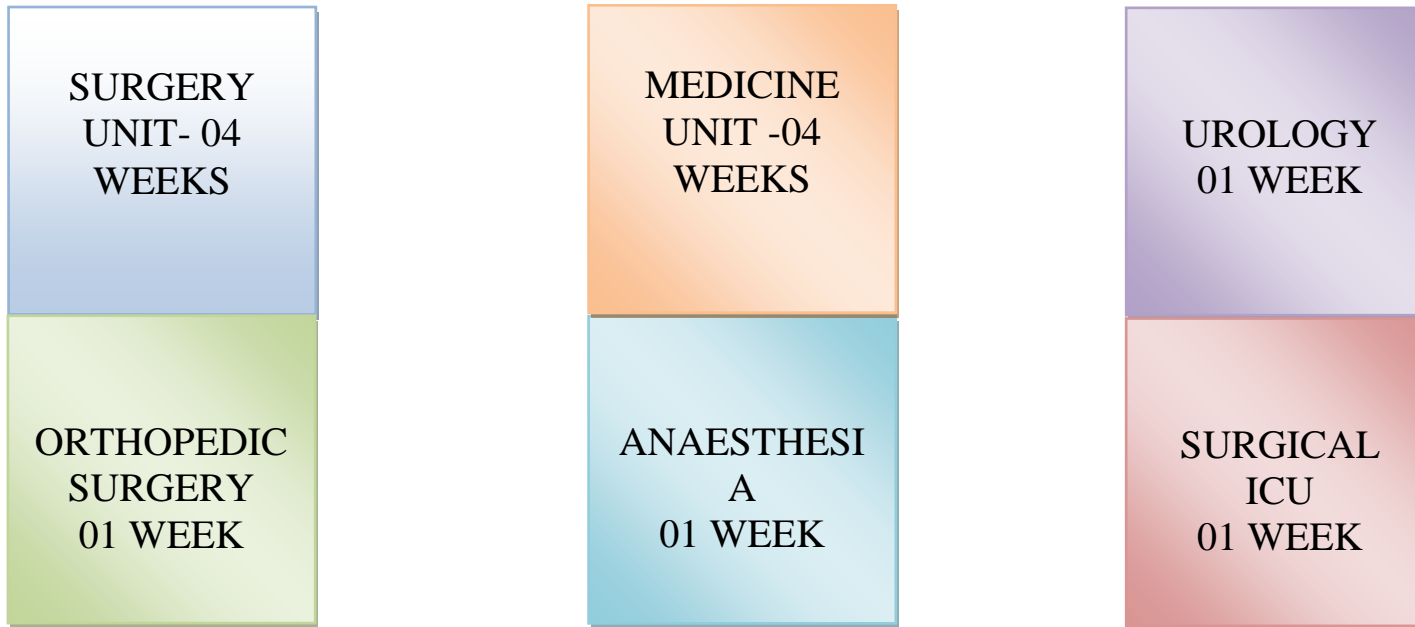 SURGERY
UNIT- 04
WEEKS
MEDICINE
UNIT -04
WEEKS
UROLOGY
01 WEEK
ORTHOPEDIC
SURGERY
01 WEEK
ANAESTHESI
A
01 WEEK
SURGICAL
ICU
01 WEEK